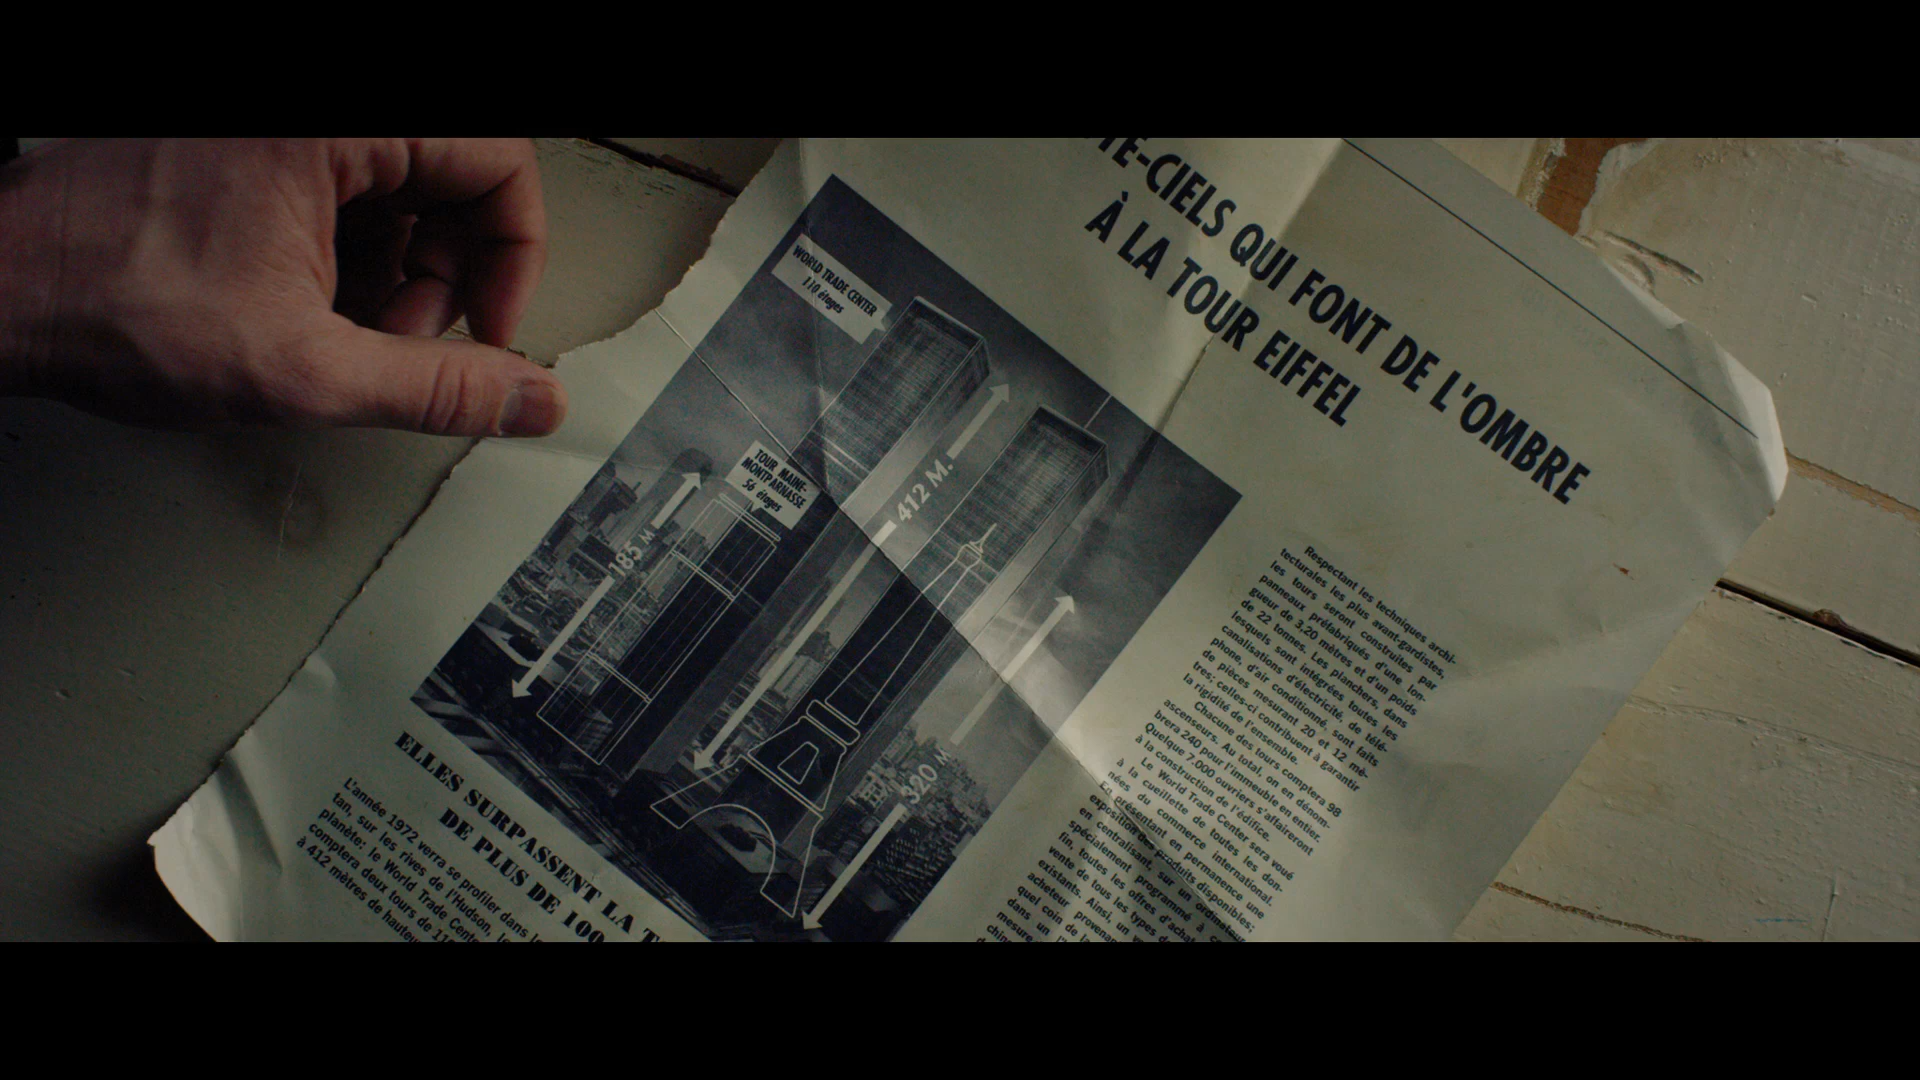 TE-CIELS QUI FONT DE L'OMBRE
À LA TOUR EIFFEL
WORLD TRADE CENTER
110 étages
TOUR MAINE-
MONTPARNASSE
56 étages
412 M.
185 M
320 M
ELLES SURPASSENT LA T
DE PLUS DE 100
L'année 1972 verra se profiler dans le
tan, sur les rives de l'Hudson, le
planète: le World Trade Cente
comptera deux tours de 11
à 412 mètres de hauteu
Respectant les techniques archi-
tecturales les plus avant-gardistes,
les tours seront construites par
panneaux préfabriqués d'une lon-
gueur de 3,20 mètres et d'un poids
de 22 tonnes. Les planchers, dans
lesquels sont intégrées toutes les
canalisations d'électricité, de télé-
phone, d'air conditionné, sont faits
de pièces mesurant 20 et 12 mè-
tres; celles-ci contribuent à garantir
la rigidité de l'ensemble.
Chacune des tours comptera 98
ascenseurs. Au total, on en dénom-
brera 240 pour l'immeuble entier.
Quelque 7.000 ouvriers s'affaireront
à la construction de l'édifice.
Le World Trade Center sera voué
à la cueillette de toutes les don-
nées du commerce international.
En présentant en permanence une
exposition des produits disponibles;
en centralisant sur un ordinateur,
spécialement programmé à c
fin, toutes les offres d'achat
vente de tous les types de
existants. Ainsi, un v
acheteur provenan
quel coin de la
dans un l'
mesure
chin